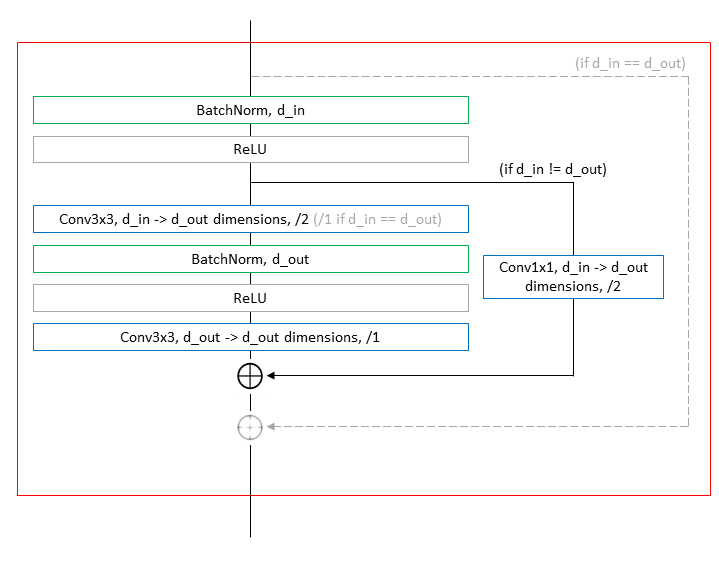 (if d_in == d_out)
BatchNorm, d_in
ReLU
(if d_in != d_out)
Conv3x3, d_in -> d_out dimensions, /2 (/1 if d_in == d_out)
BatchNorm, d_out
Conv1x1, d_in -> d_out
dimensions, /2
ReLU
Conv3x3, d_out -> d_out dimensions, /1